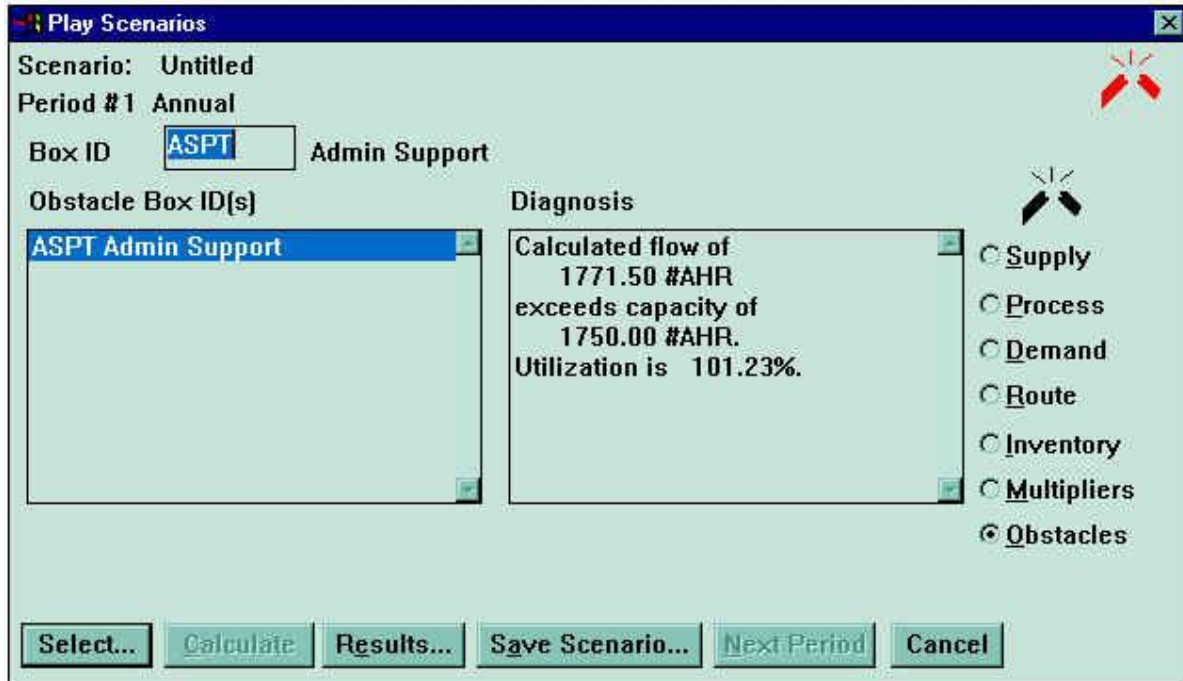 Play Scenarios
Scenario: Untitled
Period #1 Annual
Box ID ASPT Admin Support
Obstacle Box ID(s)
ASPT Admin Support
Diagnosis
Calculated flow of
1771.50 #AHR
exceeds capacity of
1750.00 #AHR.
Utilization is 101.23%.
Supply
Process
Demand
Route
Inventory
Multipliers
Obstacles
Select... Calculate Results... Save Scenario... Next Period Cancel